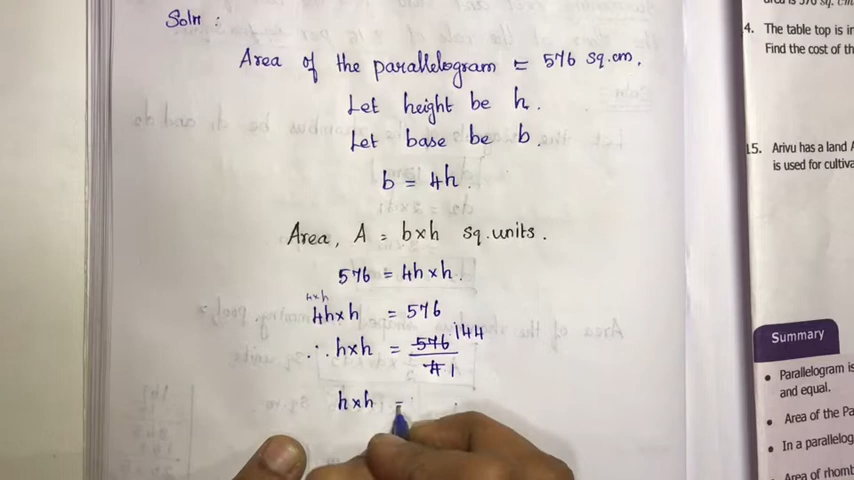 Soln :
Area of the parallelogram = 576 sq.cm.
Let height be h.
Let base be b.
b = 4h.
Area, A = b×h sq.units.
576 = 4h×h.
4×h
4h×h = 576
∴ h×h = 576/4 144 1
h×h =
4. The table top is in
Find the cost of th
15. Arivu has a land A
is used for cultiva
Summary
• Parallelogram is
and equal.
• Area of the Pa
• In a parallelog
Area of rhomb